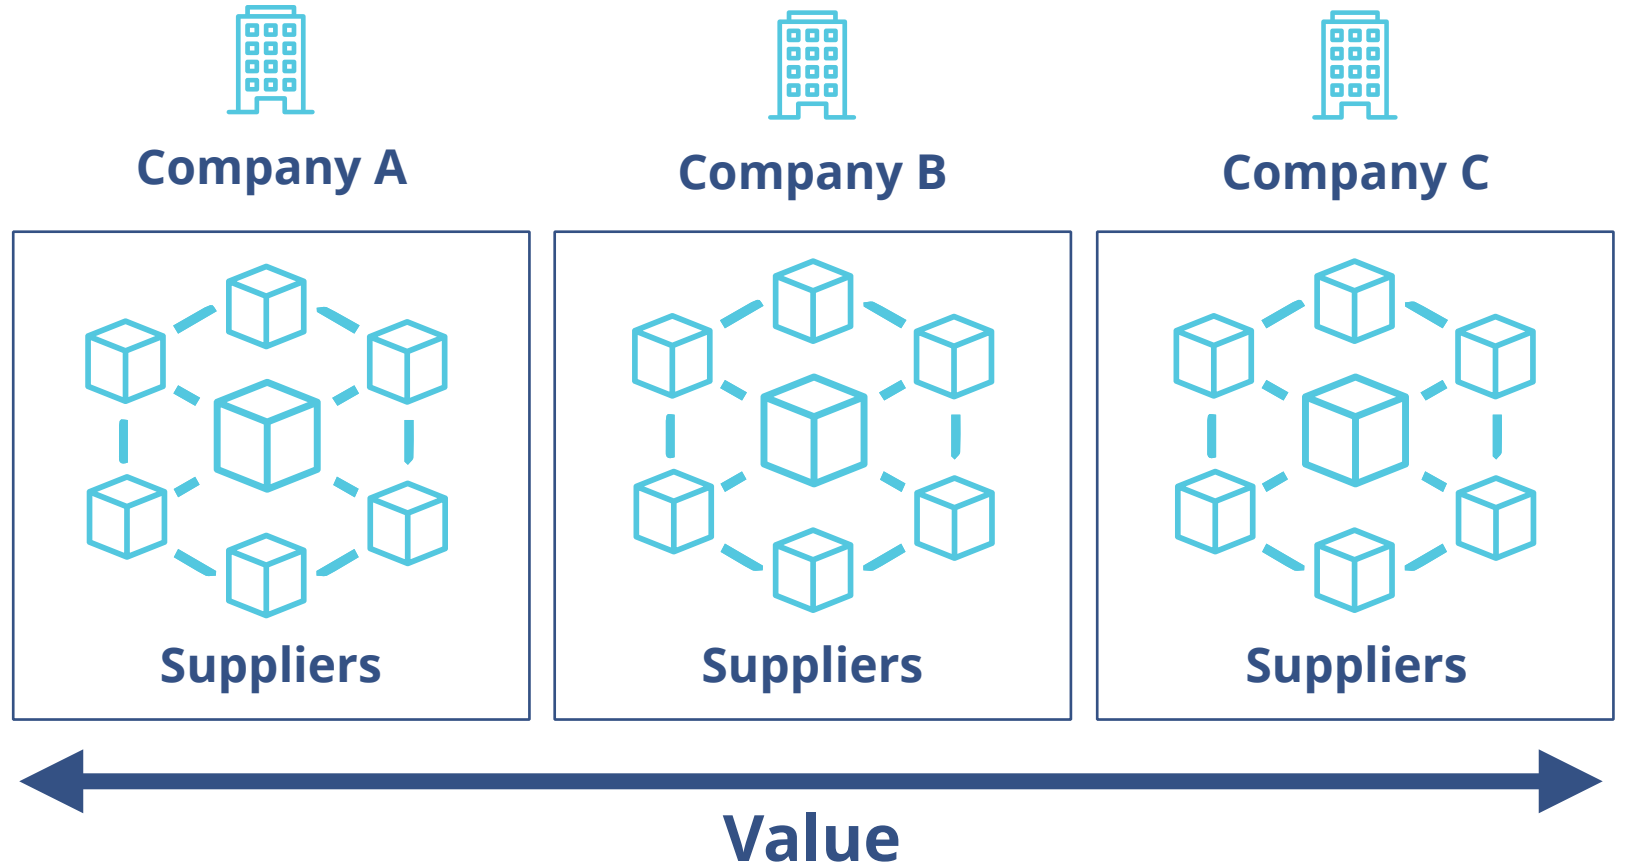 Company A
Company B
Company C
Suppliers
Suppliers
Suppliers
Value